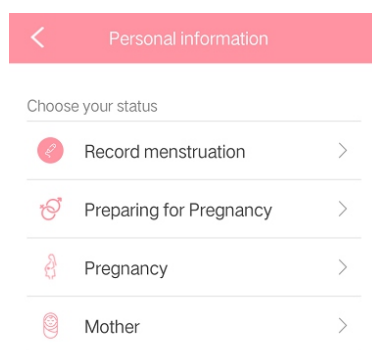 Personal information
Choose your status
Record menstruation
Preparing for Pregnancy
Pregnancy
Mother